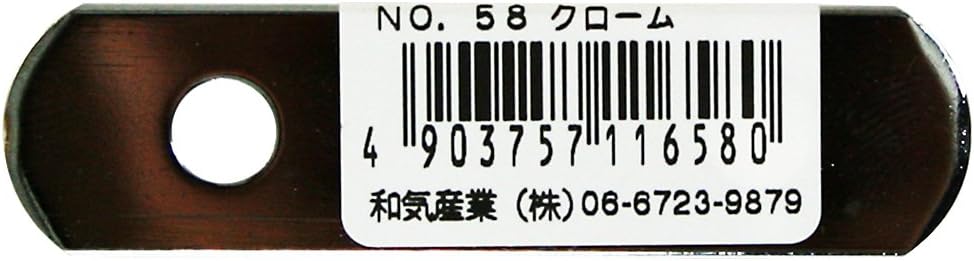 NO. 58 クローム
4 903757 116580
和気産業 (株) 06-6723-9879